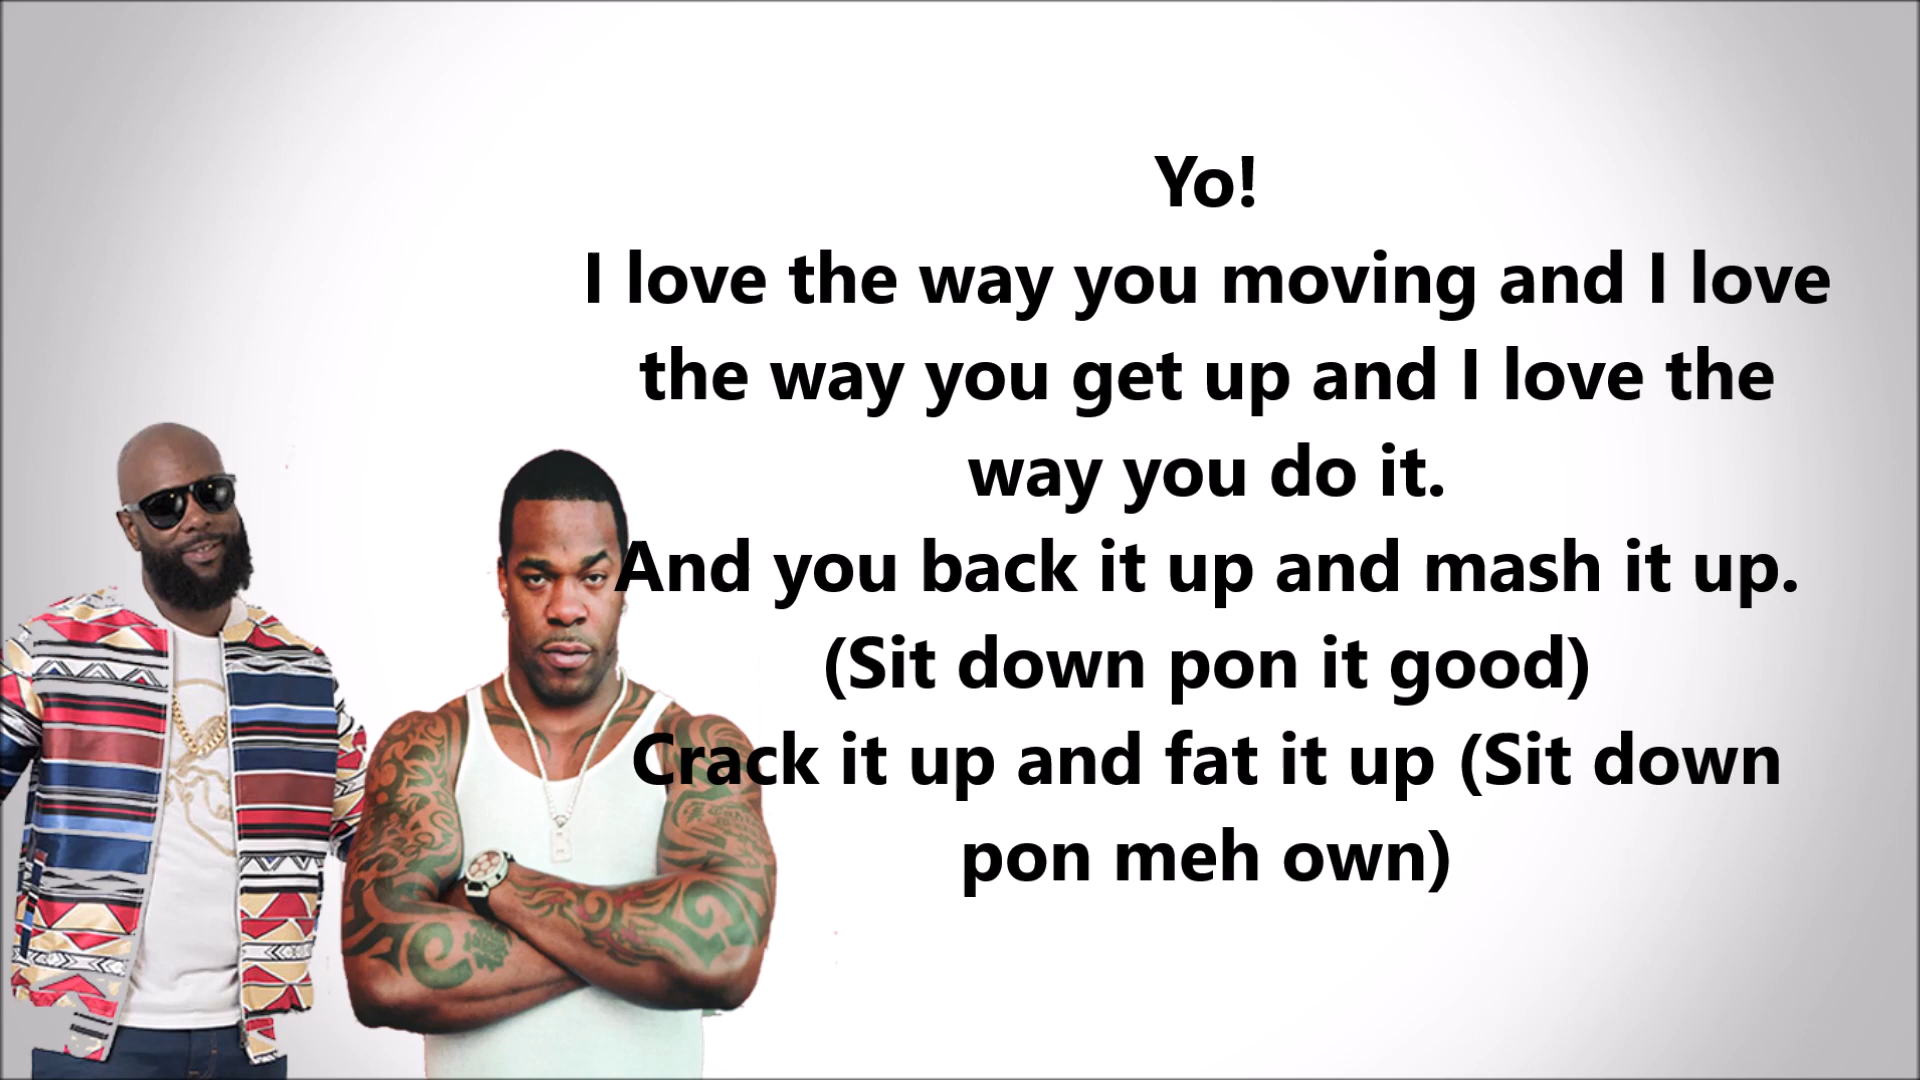 Yo!
I love the way you moving and I love
the way you get up and I love the
way you do it.
And you back it up and mash it up.
(Sit down pon it good)
Crack it up and fat it up (Sit down
pon meh own)